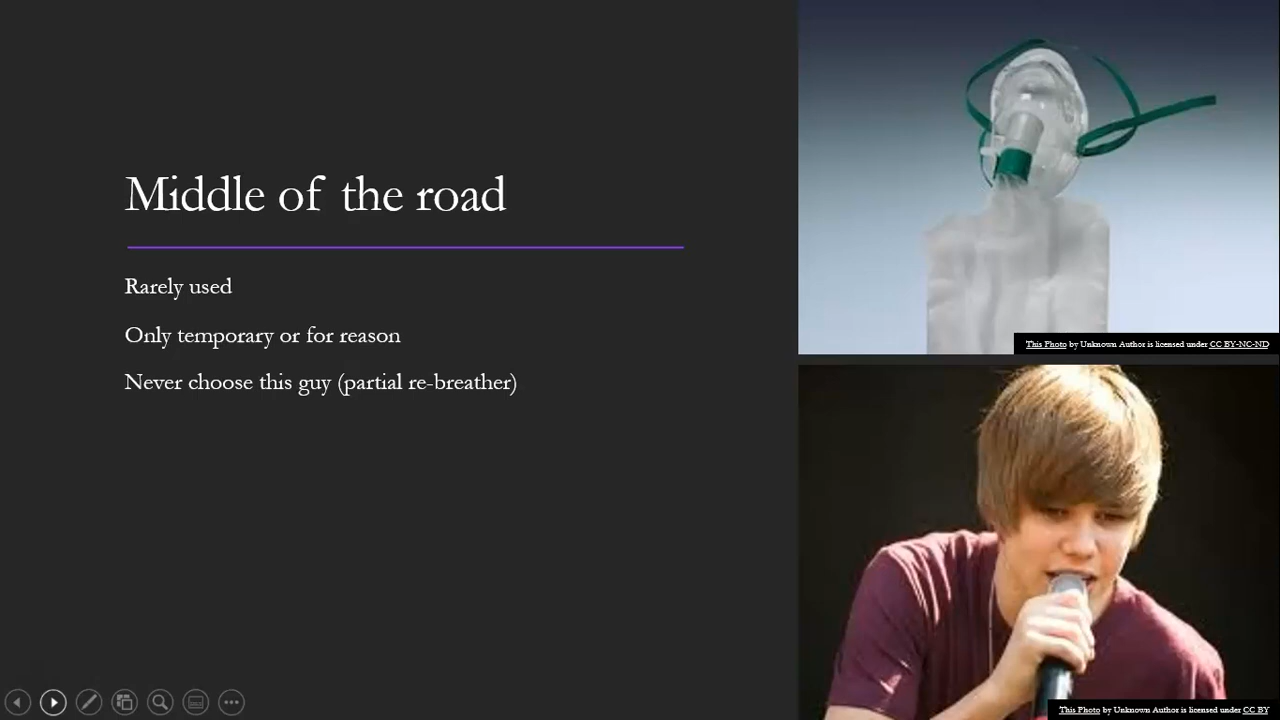 Middle of the road
Rarely used
Only temporary or for reason
Never choose this guy (partial re-breather)
This Photo by Unknown Author is licensed under CC BY-NC-ND
This Photo by Unknown Author is licensed under CC BY